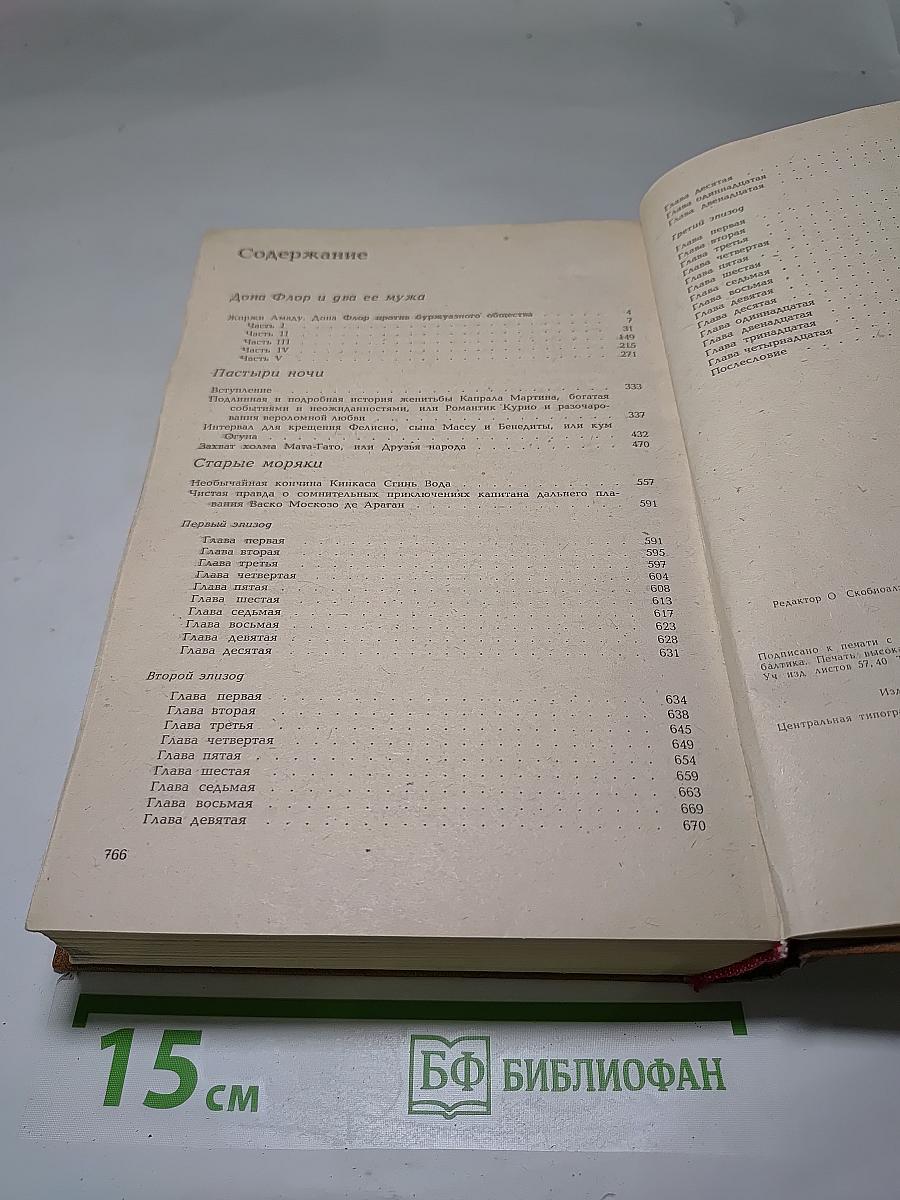 Содержание
Дона Флор и два ее мужа
Жоржи Амаду. Дона Флор против буржуазного общества . . . 4
Часть I . . . 7
Часть II . . . 31
Часть III . . . 149
Часть IV . . . 215
Часть V . . . 271
Пастыри ночи
Вступление . . . 333
Подлинная и подробная история женитьбы Капрала Мартина, богатая
событиями и неожиданностями, или Романтик Курио и разочаро-
вания вероломной любви . . . 337
Интервал для крещения Фелисио, сына Массу и Бенедиты, или кум
Огуна . . . 432
Захват холма Мата-Гато, или Друзья народа . . . 470
Старые моряки
Необычайная кончина Кинкаса Сгинь Вода . . . 557
Чистая правда о сомнительных приключениях капитана дальнего пла-
вания Васко Москозо де Араган . . . 591
Первый эпизод
Глава первая . . . 591
Глава вторая . . . 595
Глава третья . . . 597
Глава четвертая . . . 604
Глава пятая . . . 608
Глава шестая . . . 613
Глава седьмая . . . 617
Глава восьмая . . . 623
Глава девятая . . . 628
Глава десятая . . . 631
Второй эпизод
Глава первая . . . 634
Глава вторая . . . 638
Глава третья . . . 645
Глава четвертая . . . 649
Глава пятая . . . 654
Глава шестая . . . 659
Глава седьмая . . . 663
Глава восьмая . . . 669
Глава девятая . . . 670
766
Глава десятая
Глава одиннадцатая
Глава двенадцатая
Третий эпизод
Глава первая
Глава вторая
Глава третья
Глава четвертая
Глава пятая
Глава шестая
Глава седьмая
Глава восьмая
Глава девятая
Глава десятая
Глава одиннадцатая
Глава двенадцатая
Глава тринадцатая
Глава четырнадцатая
Послесловие
Редактор О
Подписано к печати с
балтика. Печать высока
Уч изд листов 57,40
Изд
Центральная типогр
15 см
БФ БИБЛИОФАН